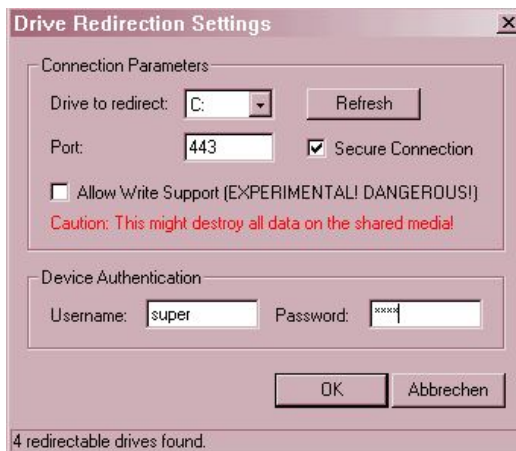 Drive Redirection Settings
Connection Parameters
Drive to redirect: C: Refresh
Port: 443 Secure Connection
Allow Write Support (EXPERIMENTAL! DANGEROUS!)
Caution: This might destroy all data on the shared media!
Device Authentication
Username: super Password: ****
OK Abbrechen
4 redirectable drives found.